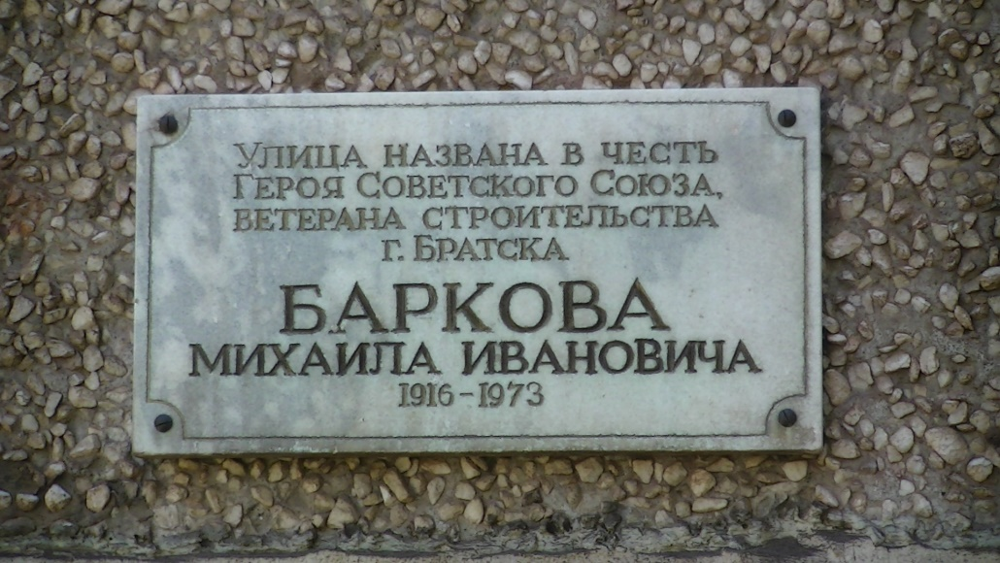 Улица названа в честь
Героя Советского Союза,
ветерана строительства
г. Братска
БАРКОВА
МИХАИЛА ИВАНОВИЧА
1916-1973